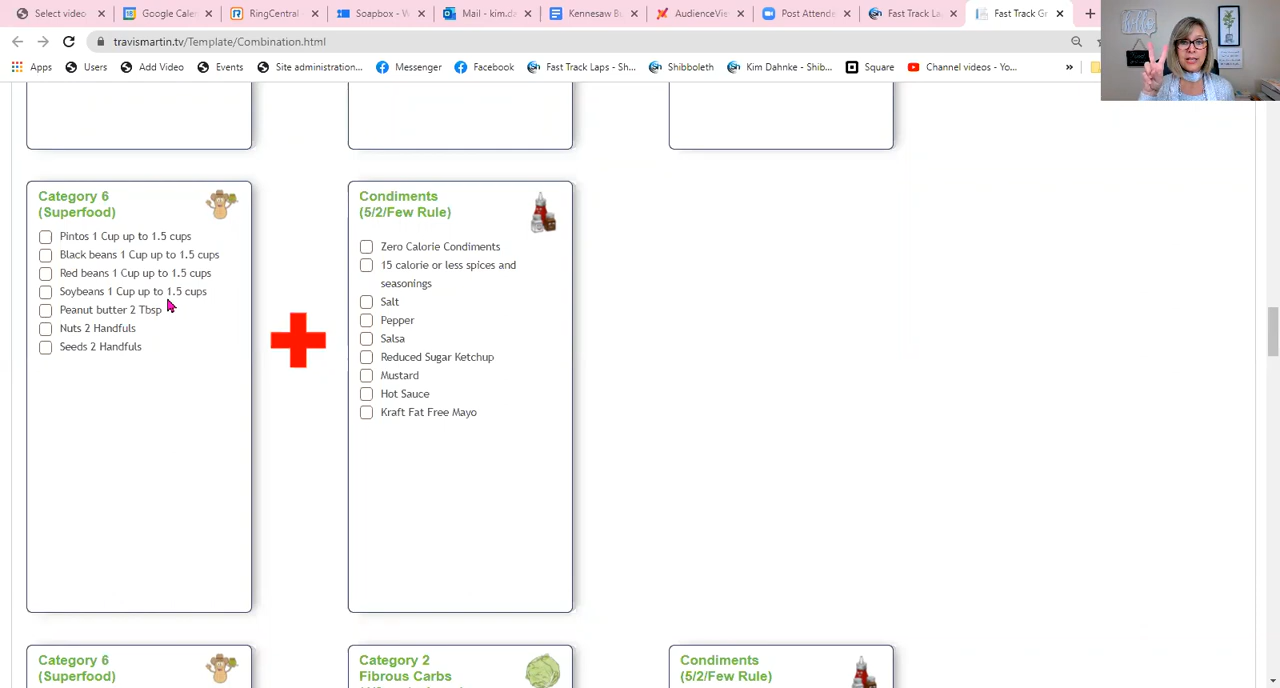 Select video
Google Cale
RingCentral
Soapbox - W
Mail - kim.da
Kennesaw Bu
AudienceVie
Post Attende
Fast Track La
Fast Track Gr
travismartin.tv/Template/Combination.html
Apps
Users
Add Video
Events
Site administration...
Messenger
Fast Track Laps - Sh...
Shibboleth
Kim Dahnke - Shib...
Square
Channel videos - Yo...
»
Category 6
(Superfood)
Pintos 1 Cup up to 1.5 cups
Black beans 1 Cup up to 1.5 cups
Red beans 1 Cup up to 1.5 cups
Soybeans 1 Cup up to 1.5 cups
Peanut butter 2 Tbsp
Nuts 2 Handfuls
Seeds 2 Handfuls
Condiments
(5/2/Few Rule)
Zero Calorie Condiments
15 calorie or less spices and
seasonings
Salt
Pepper
Salsa
Reduced Sugar Ketchup
Mustard
Hot Sauce
Kraft Fat Free Mayo
Category 6
(Superfood)
Category 2
Fibrous Carbs
Condiments
(5/2/Few Rule)